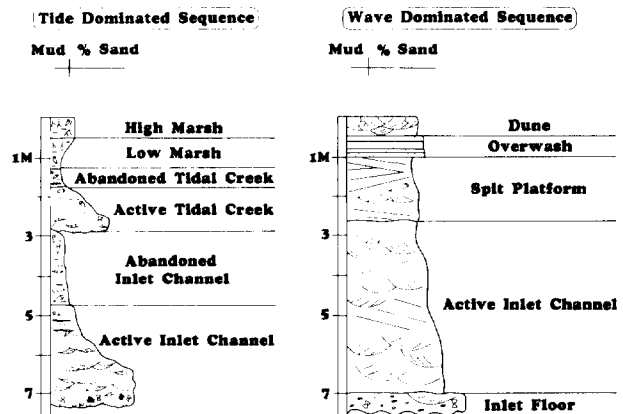 Tide Dominated Sequence
Mud % Sand
High Marsh
1M
Low Marsh
Abandoned Tidal Creek
Active Tidal Creek
3
Abandoned
Inlet Channel
5
Active Inlet Channel
7
Wave Dominated Sequence
Mud % Sand
Dune
Overwash
1M
Spit Platform
3
Active Inlet Channel
5
7
Inlet Floor